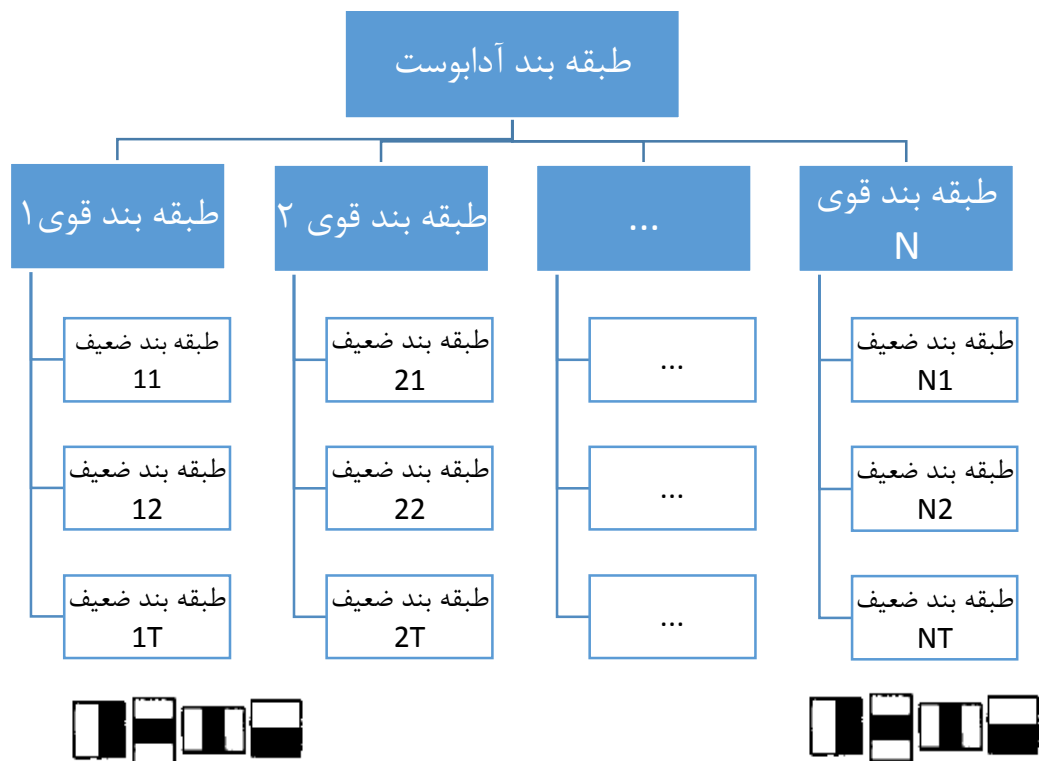 طبقه بند آدابوست
طبقه بند قوی۱
طبقه بند قوی ۲
...
طبقه بند قوی
N
طبقه بند ضعیف
11
طبقه بند ضعیف
12
طبقه بند ضعیف
1T
طبقه بند ضعیف
21
طبقه بند ضعیف
22
طبقه بند ضعیف
2T
...
...
...
طبقه بند ضعیف
N1
طبقه بند ضعیف
N2
طبقه بند ضعیف
NT